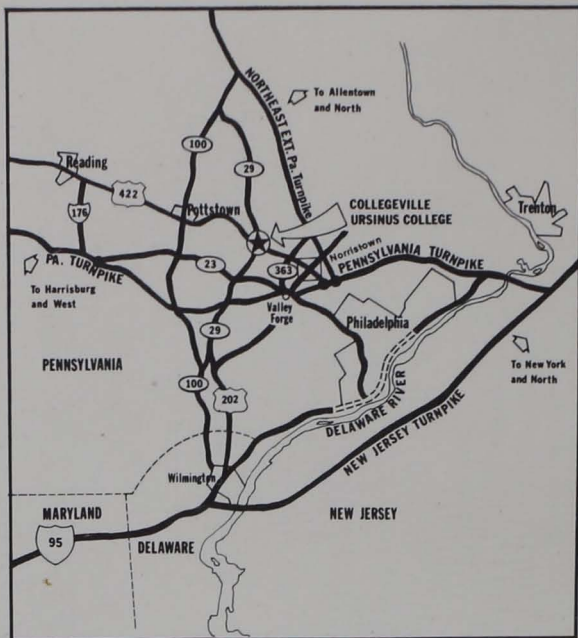 NORTHEAST EXT. Pa. Turnpike
To Allentown
and North
100
29
Reading
422
176
Pottstown
COLLEGEVILLE
URSINUS COLLEGE
Trenton
Norristown
PENNSYLVANIA TURNPIKE
PA. TURNPIKE
23
363
To Harrisburg
and West
Valley
Forge
Philadelphia
29
PENNSYLVANIA
To New York
and North
100
202
DELAWARE RIVER
NEW JERSEY TURNPIKE
Wilmington
MARYLAND
NEW JERSEY
95
DELAWARE